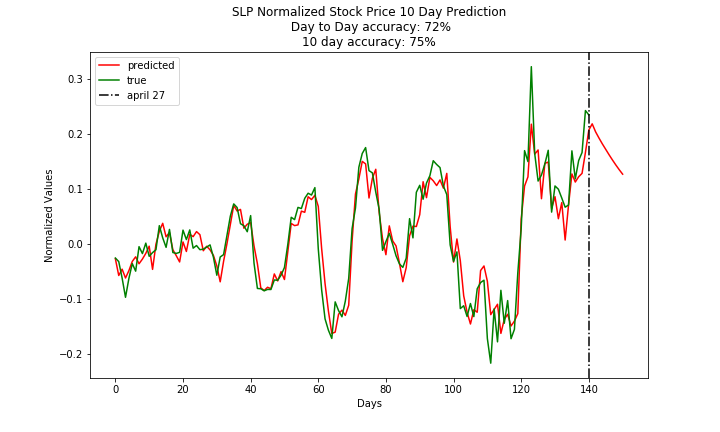 SLP Normalized Stock Price 10 Day Prediction
Day to Day accuracy: 72%
10 day accuracy: 75%
predicted
true
april 27
Normalized Values
0.3
0.2
0.1
0.0
−0.1
−0.2
0 20 40 60 80 100 120 140
Days